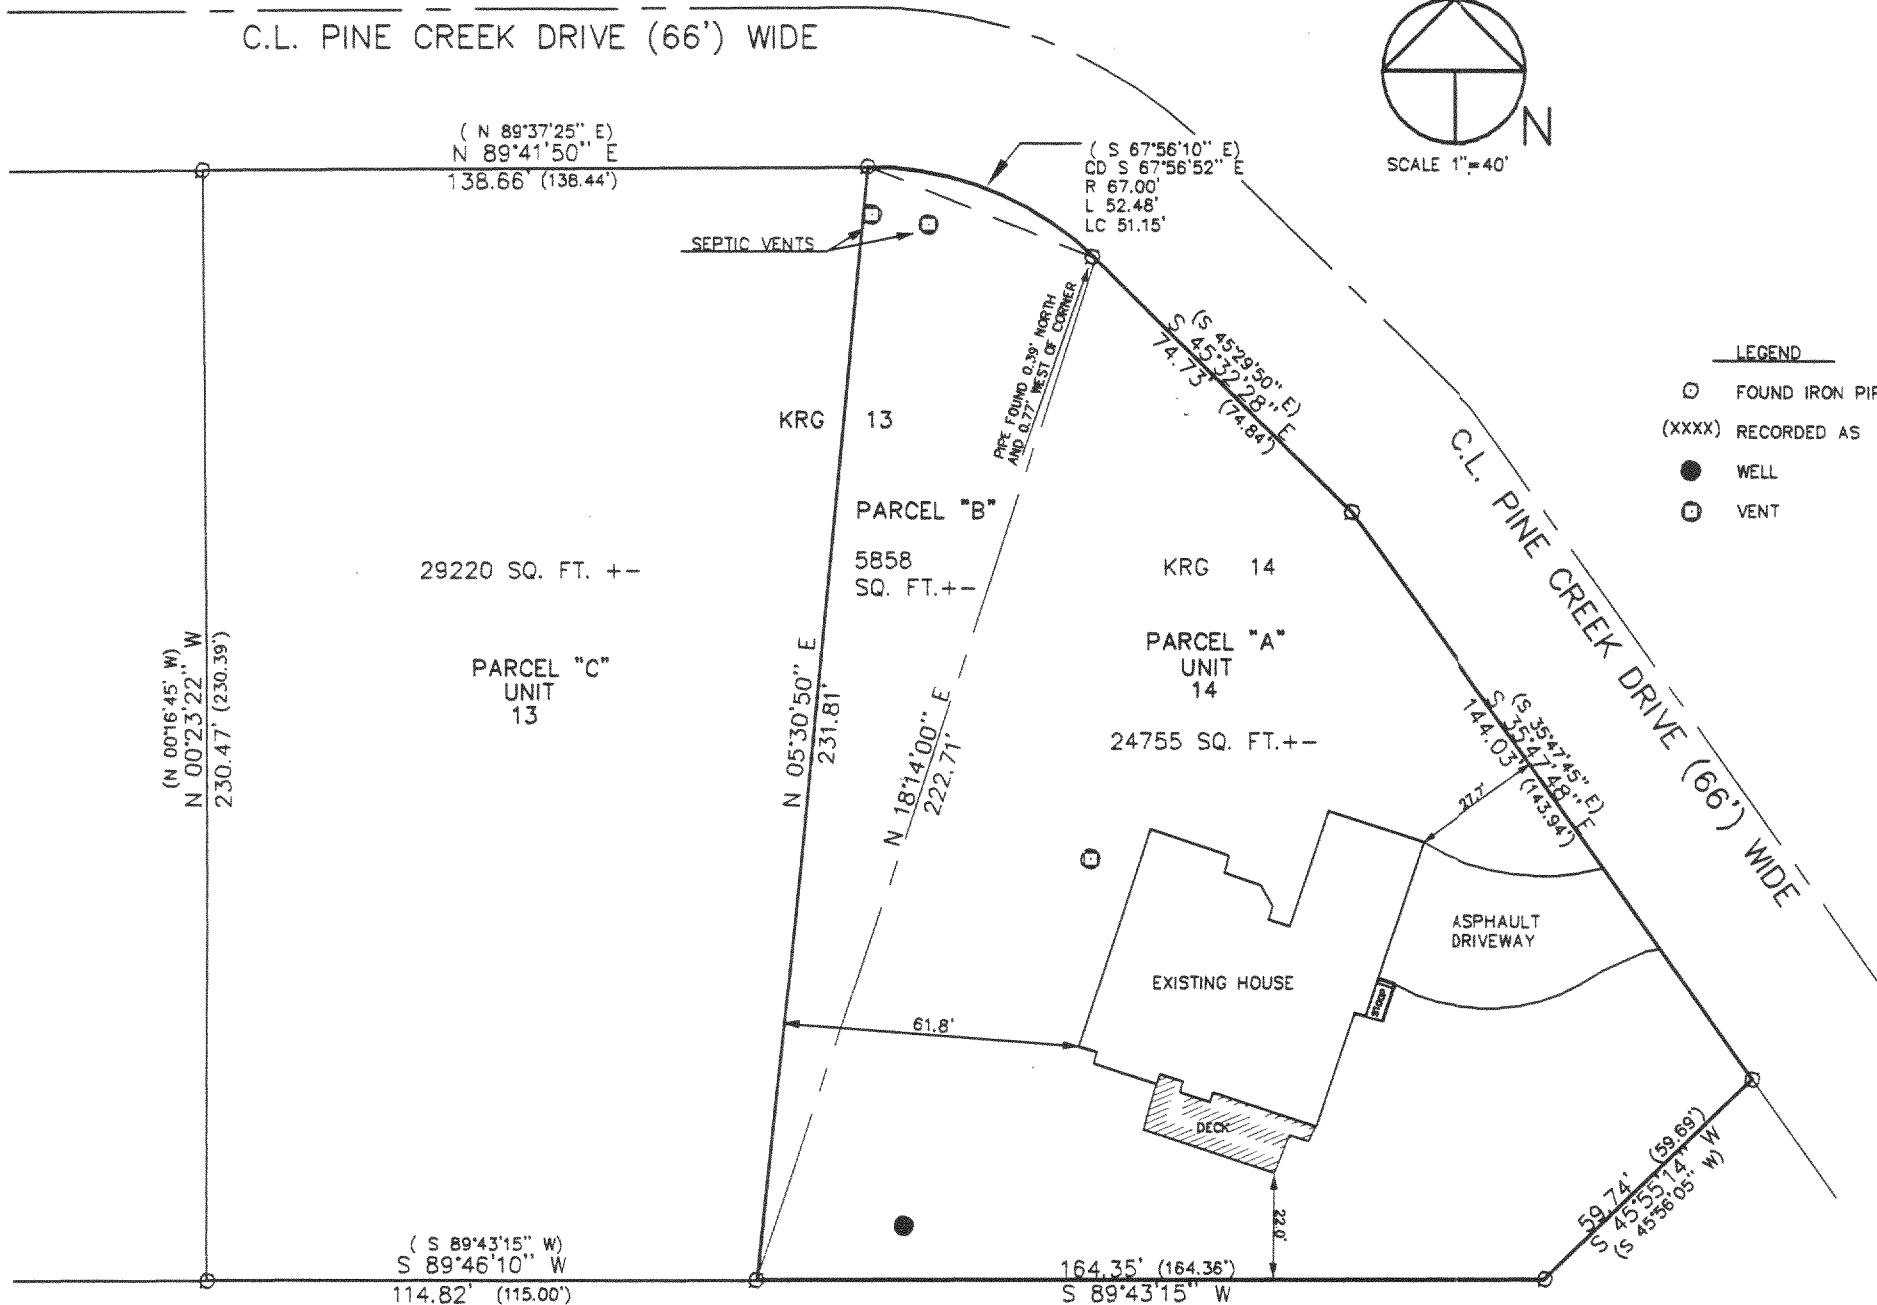 C.L. PINE CREEK DRIVE (66') WIDE
N
SCALE 1"=40'
( N 89°37'25" E)
N 89°41'50" E
138.66' (138.44')
( S 67°56'10" E)
CD S 67°56'52" E
R 67.00'
L 52.48'
LC 51.15'
SEPTIC VENTS
PIPE FOUND 0.39' NORTH
AND 0.77' WEST OF CORNER
(S 45°29'50" E)
S 45°32'28" E
74.73' (74.84')
LEGEND
FOUND IRON PIP
(XXXX) RECORDED AS
WELL
VENT
C.L. PINE CREEK DRIVE (66') WIDE
KRG 13
PARCEL "B"
5858
SQ. FT.+-
KRG 14
PARCEL "A"
UNIT
14
24755 SQ. FT.+-
29220 SQ. FT. +-
PARCEL "C"
UNIT
13
(N 00°16'45" W)
N 00°23'22" W
230.47' (230.39')
N 05°30'50" E
231.81'
N 18°14'00" E
222.71'
(S 35°47'45" E)
S 35°47'48" E
144.03' (143.94')
27.7'
ASPHAULT
DRIVEWAY
EXISTING HOUSE
STOOP
61.8'
DECK
22.0'
59.74' (59.69')
S 45°55'14" W
(S 45°56'05" W)
( S 89°43'15" W)
S 89°46'10" W
114.82' (115.00')
164.35' (164.36')
S 89°43'15" W